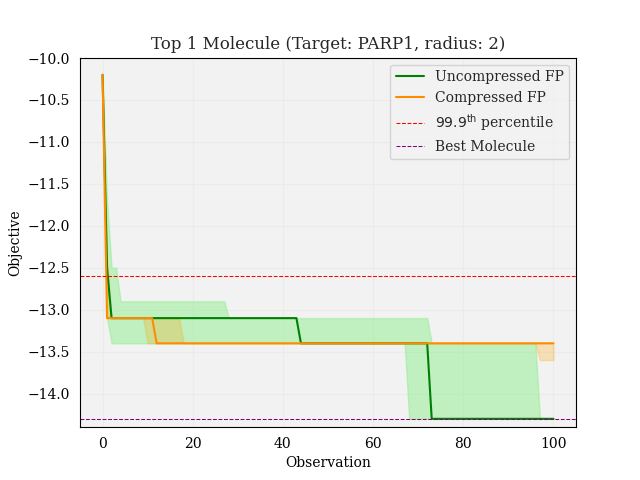 Top 1 Molecule (Target: PARP1, radius: 2)
−10.0
−10.5
−11.0
−11.5
−12.0
−12.5
−13.0
−13.5
−14.0
Objective
Uncompressed FP
Compressed FP
99.9th percentile
Best Molecule
0 20 40 60 80 100
Observation